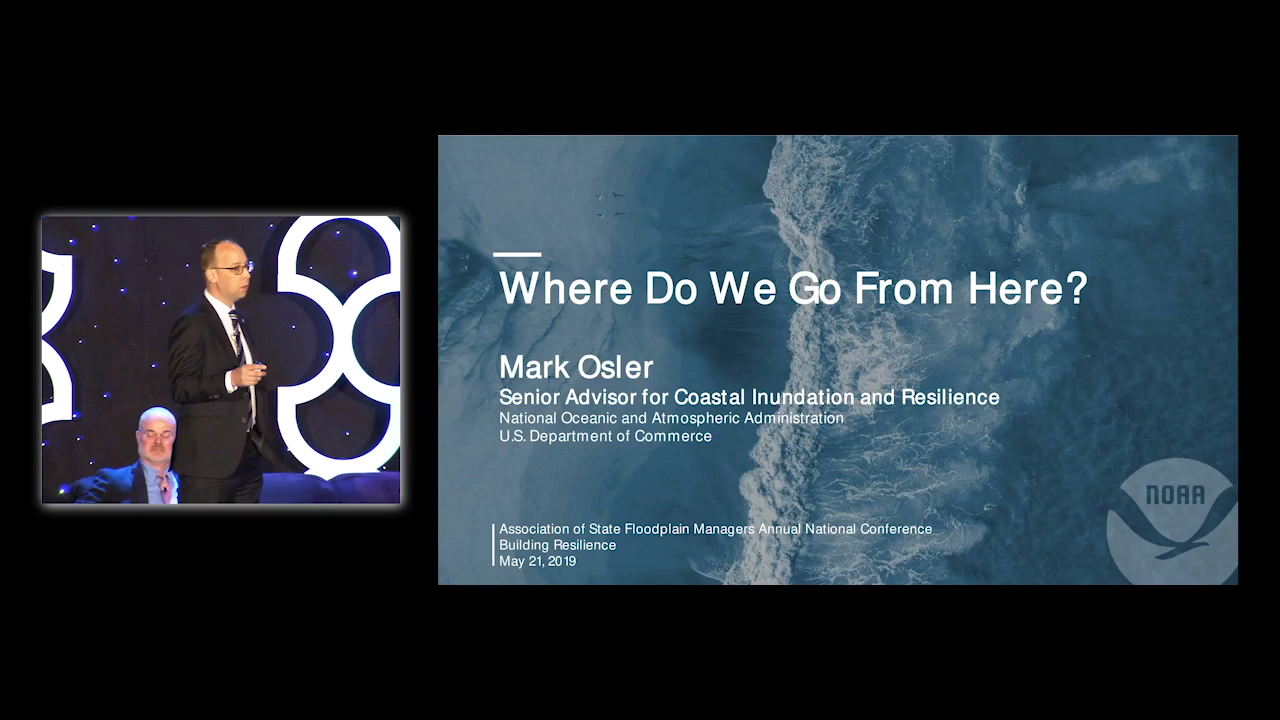 Where Do We Go From Here?
Mark Osler
Senior Advisor for Coastal Inundation and Resilience
National Oceanic and Atmospheric Administration
U.S. Department of Commerce
NOAA
Association of State Floodplain Managers Annual National Conference
Building Resilience
May 21, 2019